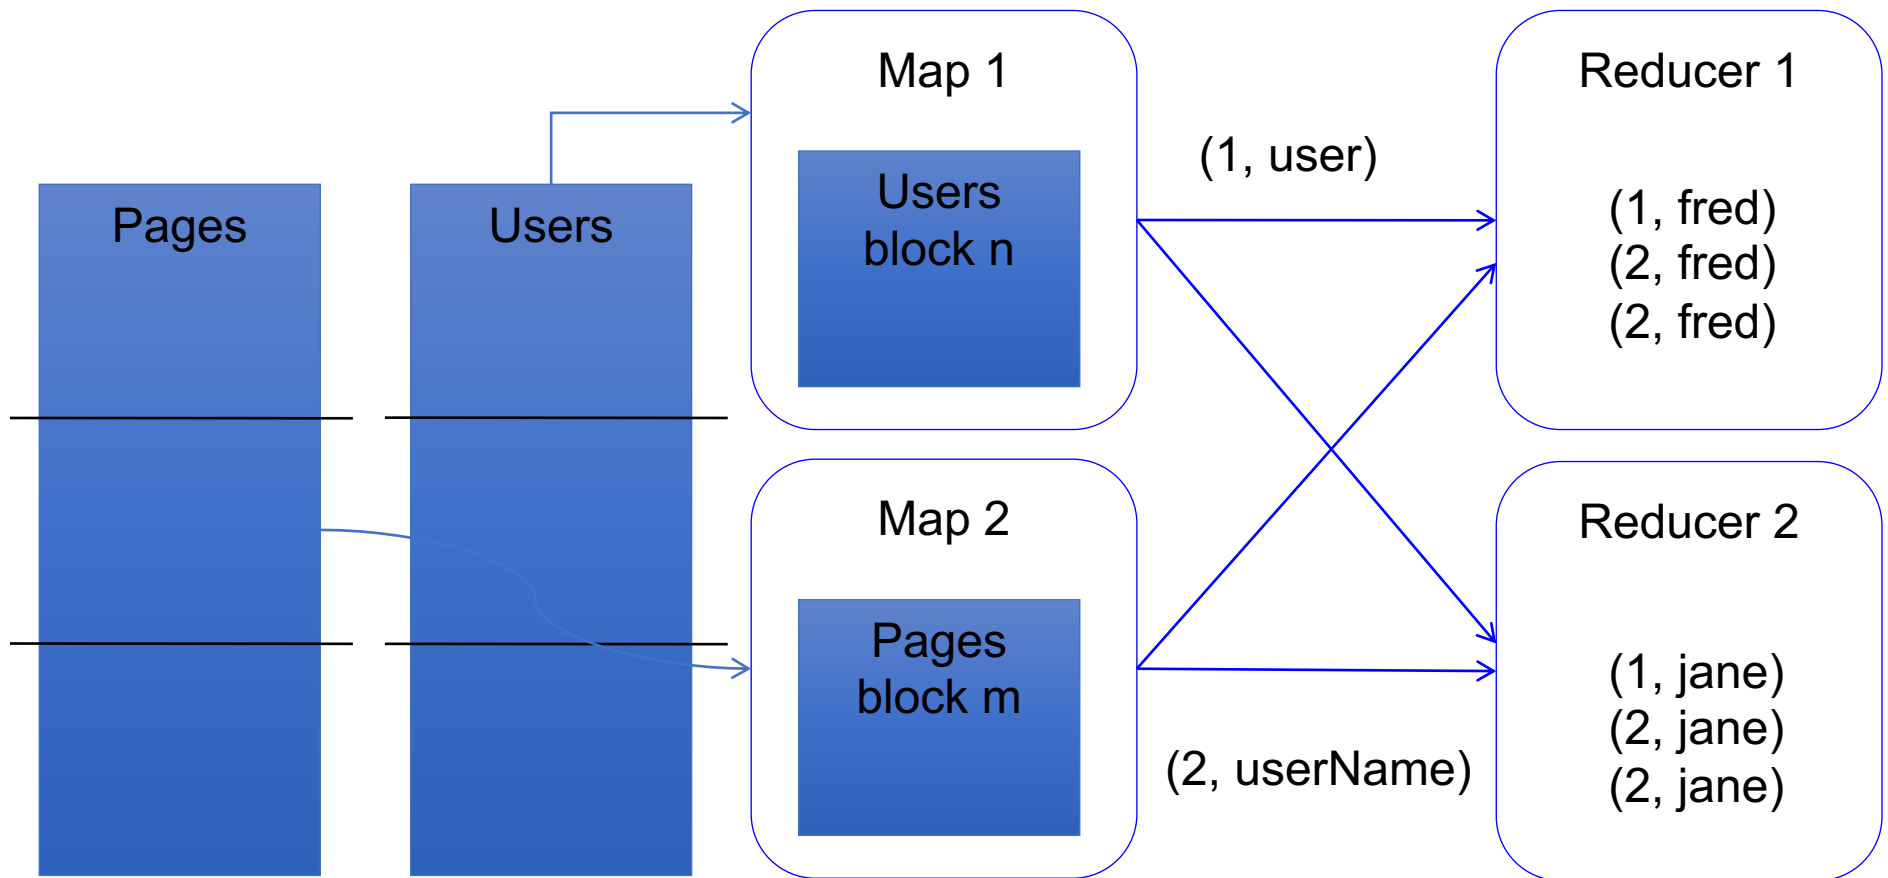 Pages
Users
Map 1
Users
block n
Map 2
Pages
block m
(1, user)
(2, userName)
Reducer 1
(1, fred)
(2, fred)
(2, fred)
Reducer 2
(1, jane)
(2, jane)
(2, jane)